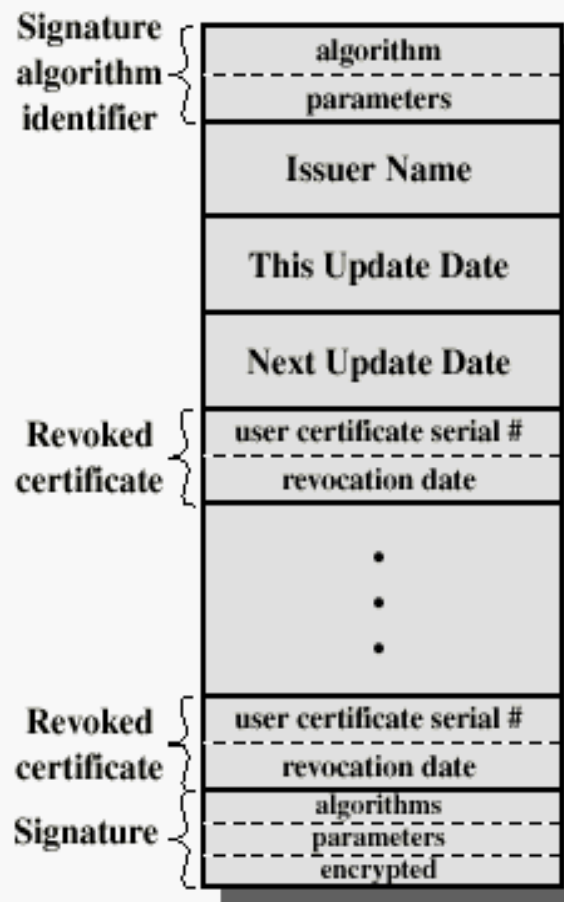 Signature
algorithm
identifier
algorithm
parameters
Issuer Name
This Update Date
Next Update Date
Revoked
certificate
user certificate serial #
revocation date
Revoked
certificate
user certificate serial #
revocation date
Signature
algorithms
parameters
encrypted